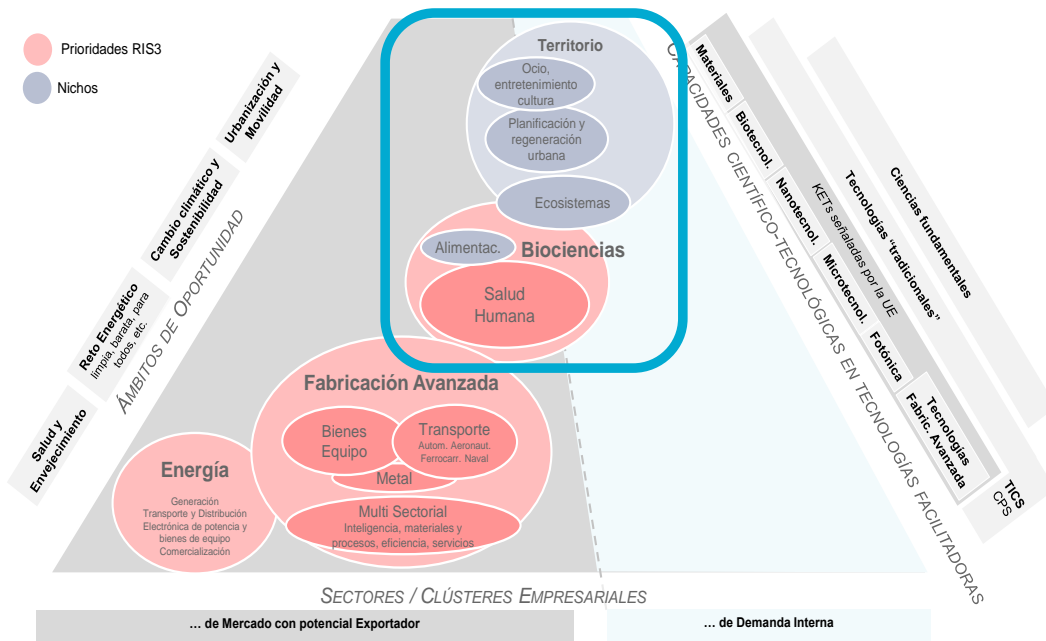 Prioridades RIS3
Nichos
Urbanización y
Movilidad
Cambio climático y
Sostenibilidad
Reto Energético
limpia, barata, para
todos, etc.
Salud y
Envejecimiento
ÁMBITOS DE OPORTUNIDAD
Territorio
Ocio,
entretenimiento
cultura
Planificación y
regeneración
urbana
Ecosistemas
Alimentac.
Biociencias
Salud
Humana
Fabricación Avanzada
Bienes
Equipo
Transporte
Autom. Aeronaut.
Ferrocarr. Naval
Metal
Multi Sectorial
Inteligencia, materiales y
procesos, eficiencia, servicios
Energía
Generación
Transporte y Distribución
Electrónica de potencia y
bienes de equipo
Comercialización
CAPACIDADES CIENTÍFICO-TECNOLÓGICAS EN TECNOLOGÍAS FACILITADORAS
Materiales
Biotecnol.
Nanotecnol.
Microtecnol.
Fotónica
Tecnologías
Fabric. Avanzada
KETs señaladas por la UE
TICS
CPS
Tecnologías “tradicionales”
Ciencias fundamentales
SECTORES / CLÚSTERES EMPRESARIALES
… de Mercado con potencial Exportador
… de Demanda Interna